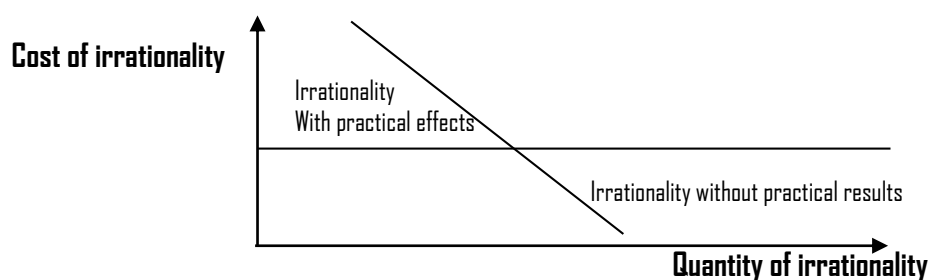 Cost of irrationality
Irrationality
With practical effects
Irrationality without practical results
Quantity of irrationality